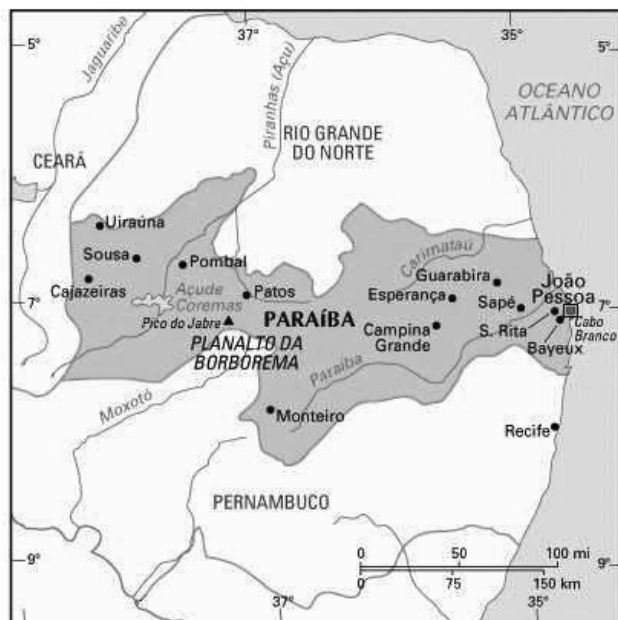 37°
35°
5°
5°
Jaguaribe
Piranhas (Açu)
OCEANO
ATLÂNTICO
RIO GRANDE
DO NORTE
CEARÁ
Uiraúna
Sousa
Pombal
Carimataú
Guarabira
João
Pessoa
Cajazeiras
Açude
Coremas
Patos
Esperança
Sapé
7°
7°
Pico do Jabre
PARAíBA
Campina
Grande
S. Rita
Cabo
Branco
Bayeux
PLANALTO DA
BORBOREMA
Paraíba
Moxotó
Monteiro
Recife
PERNAMBUCO
9°
9°
0 50 100 mi
0 75 150 km
37°
35°